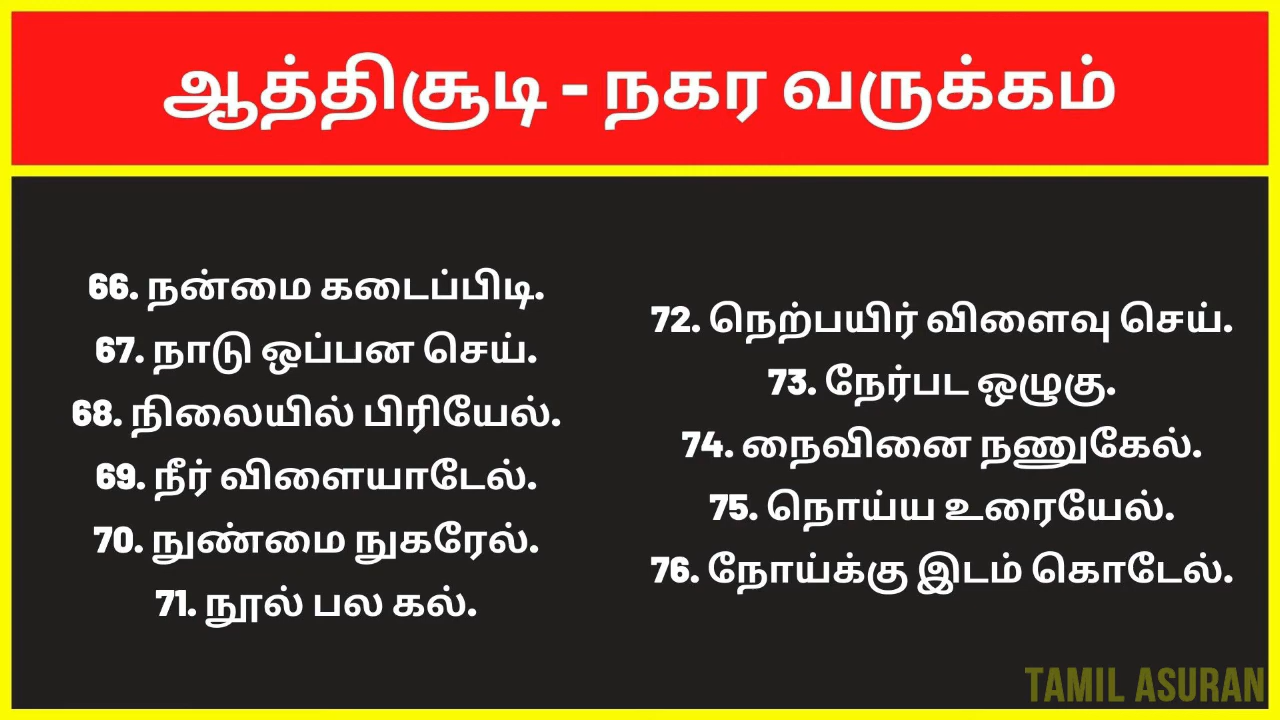 ஆத்திசூடி - நகர வருக்கம்
66. நன்மை கடைப்பிடி.
67. நாடு ஒப்பன செய்.
68. நிலையில் பிரியேல்.
69. நீர் விளையாடேல்.
70. நுண்மை நுகரேல்.
71. நூல் பல கல்.
72. நெற்பயிர் விளைவு செய்.
73. நேர்பட ஒழுகு.
74. நைவினை நணுகேல்.
75. நொய்ய உரையேல்.
76. நோய்க்கு இடம் கொடேல்.
TAMIL ASURAN